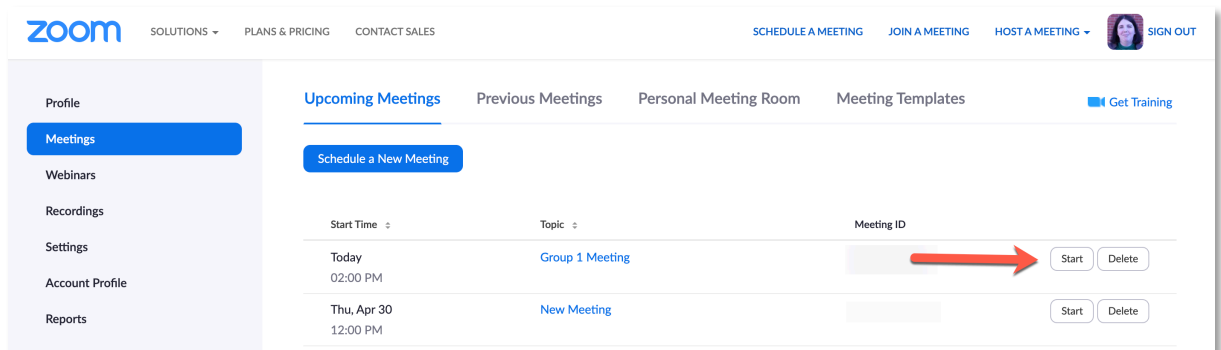 zoom SOLUTIONS PLANS & PRICING CONTACT SALES SCHEDULE A MEETING JOIN A MEETING HOST A MEETING SIGN OUT
Profile
Meetings
Webinars
Recordings
Settings
Account Profile
Reports
Upcoming Meetings Previous Meetings Personal Meeting Room Meeting Templates Get Training
Schedule a New Meeting
Start Time Topic Meeting ID
Today Group 1 Meeting Start Delete
02:00 PM
Thu, Apr 30 New Meeting Start Delete
12:00 PM